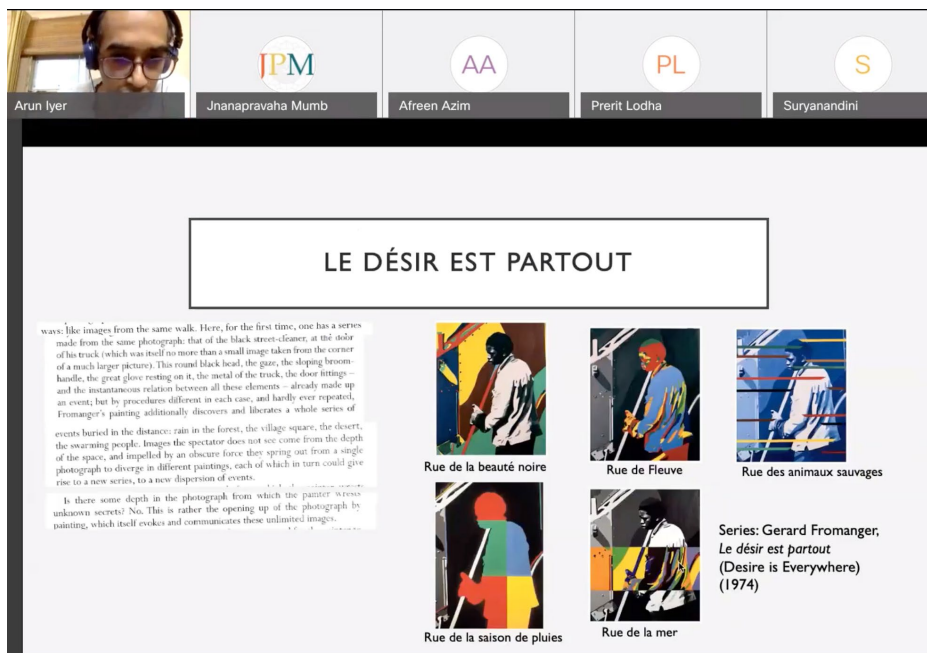 JPM
AA
PL
S
Arun Iyer
Jnanapravaha Mumb
Afreen Azim
Prerit Lodha
Suryanandini
LE DÉSIR EST PARTOUT
ways: like images from the same walk. Here, for the first time, one has a series
made from the same photograph: that of the black street-cleaner, at the door
of his truck (which was itself no more than a small image taken from the corner
of a much larger picture). This round black head, the gaze, the sloping broom-
handle, the great glove resting on it, the metal of the truck, the door fittings –
and the instantaneous relation between all these elements – already made up
an event; but by procedures different in each case, and hardly ever repeated,
Fromanger's painting additionally discovers and liberates a whole series of
events buried in the distance: rain in the forest, the village square, the desert,
the swarming people. Images the spectator does not see come from the depth
of the space, and impelled by an obscure force they spring out from a single
photograph to diverge in different paintings, each of which in turn could give
rise to a new series, to a new dispersion of events.
Is there some depth in the photograph from which the painter wrests
unknown secrets? No. This is rather the opening up of the photograph by
painting, which itself evokes and communicates these unlimited images.
Rue de la beauté noire
Rue de Fleuve
Rue des animaux sauvages
Rue de la saison de pluies
Rue de la mer
Series: Gerard Fromanger,
Le désir est partout
(Desire is Everywhere)
(1974)